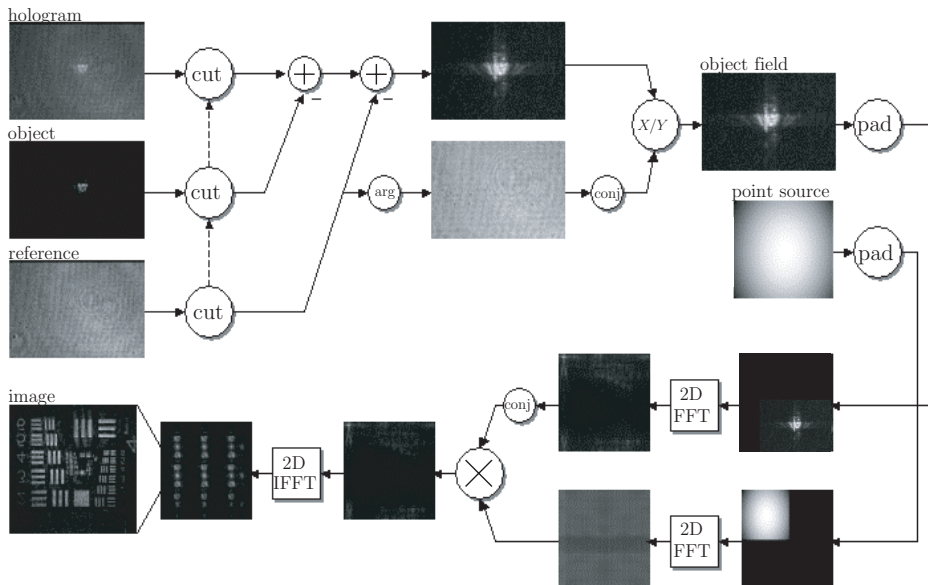 hologram
cut
+
+
−
−
object field
X/Y
pad
object
cut
arg
conj
point source
pad
reference
cut
image
conj
2D
FFT
2D
IFFT
×
2D
FFT